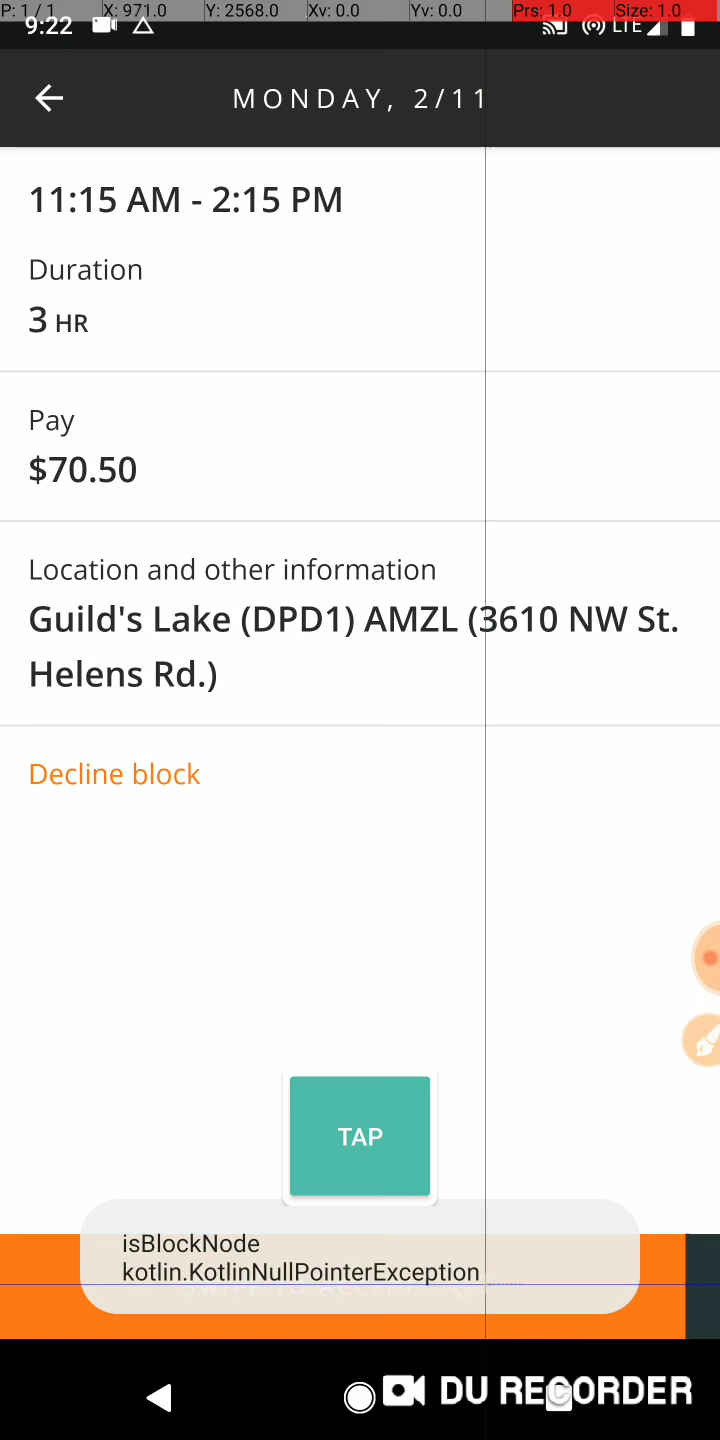 P: 1 / 1 X: 971.0 Y: 2568.0 Xv: 0.0 Yv: 0.0 Prs: 1.0 Size: 1.0
9:22 LTE
MONDAY, 2/11
11:15 AM - 2:15 PM
Duration
3 HR
Pay
$70.50
Location and other information
Guild's Lake (DPD1) AMZL (3610 NW St.
Helens Rd.)
Decline block
TAP
isBlockNode
kotlin.KotlinNullPointerException
SWIPE TO ACCEPT
DU RECORDER